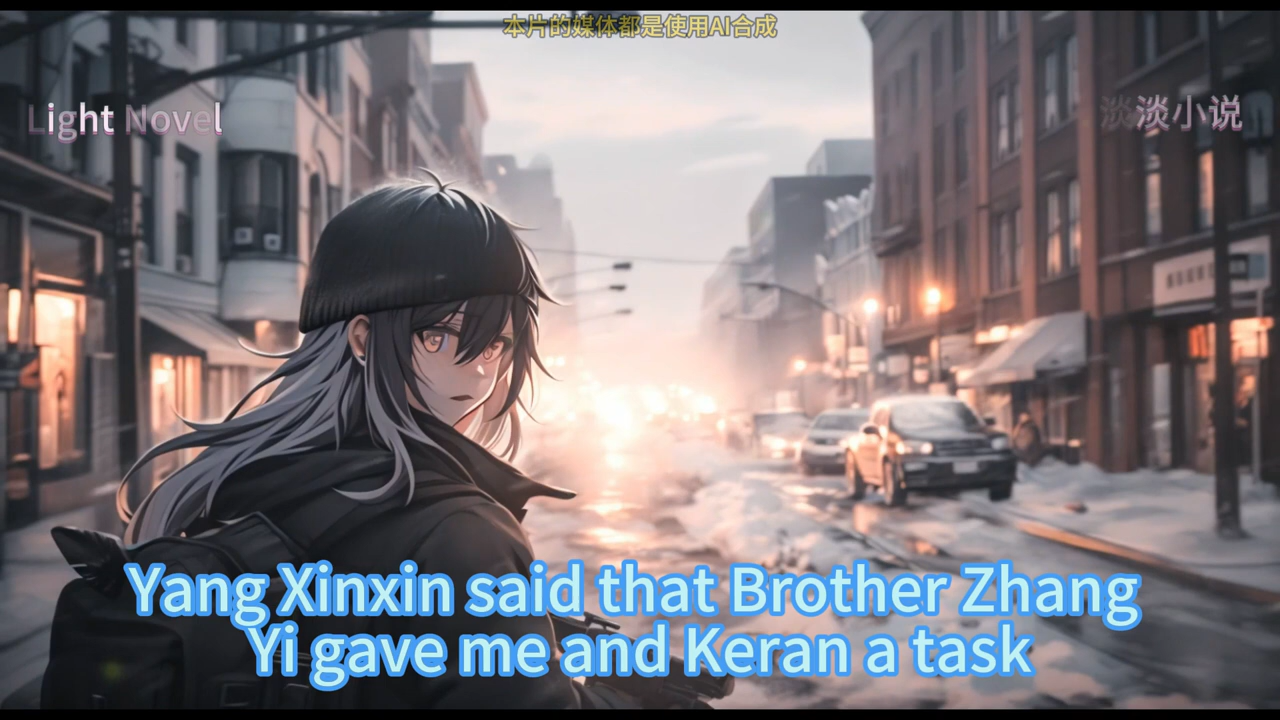 本片的媒体都是使用AI合成
Light Novel
淡淡小说
Yang Xinxin said that Brother Zhang
Yi gave me and Keran a task